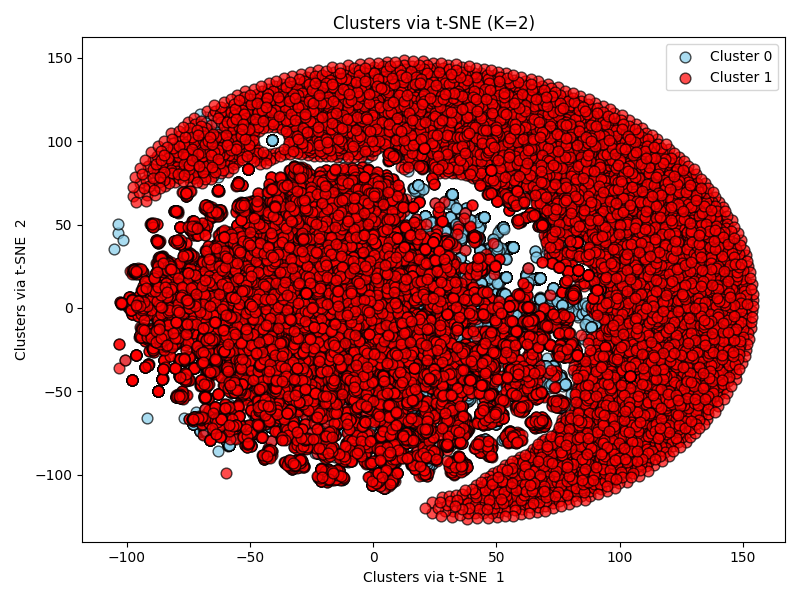 Clusters via t-SNE (K=2)
Cluster 0
Cluster 1
150
100
50
0
−50
−100
Clusters via t-SNE  2
−100
−50
0
50
100
150
Clusters via t-SNE  1